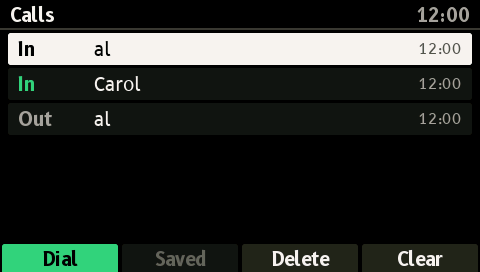 Calls 12:00
In al 12:00
In Carol 12:00
Out al 12:00
Dial Saved Delete Clear